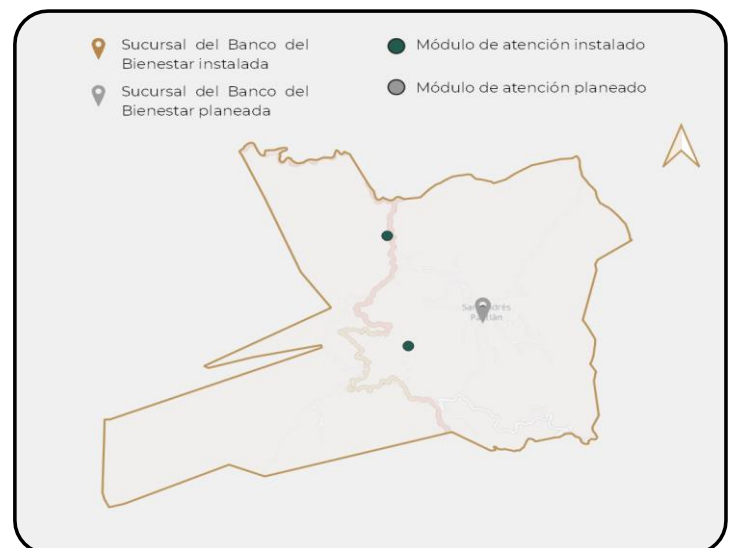 Sucursal del Banco del
Bienestar instalada
Sucursal del Banco del
Bienestar planeada
Módulo de atención instalado
Módulo de atención planeado